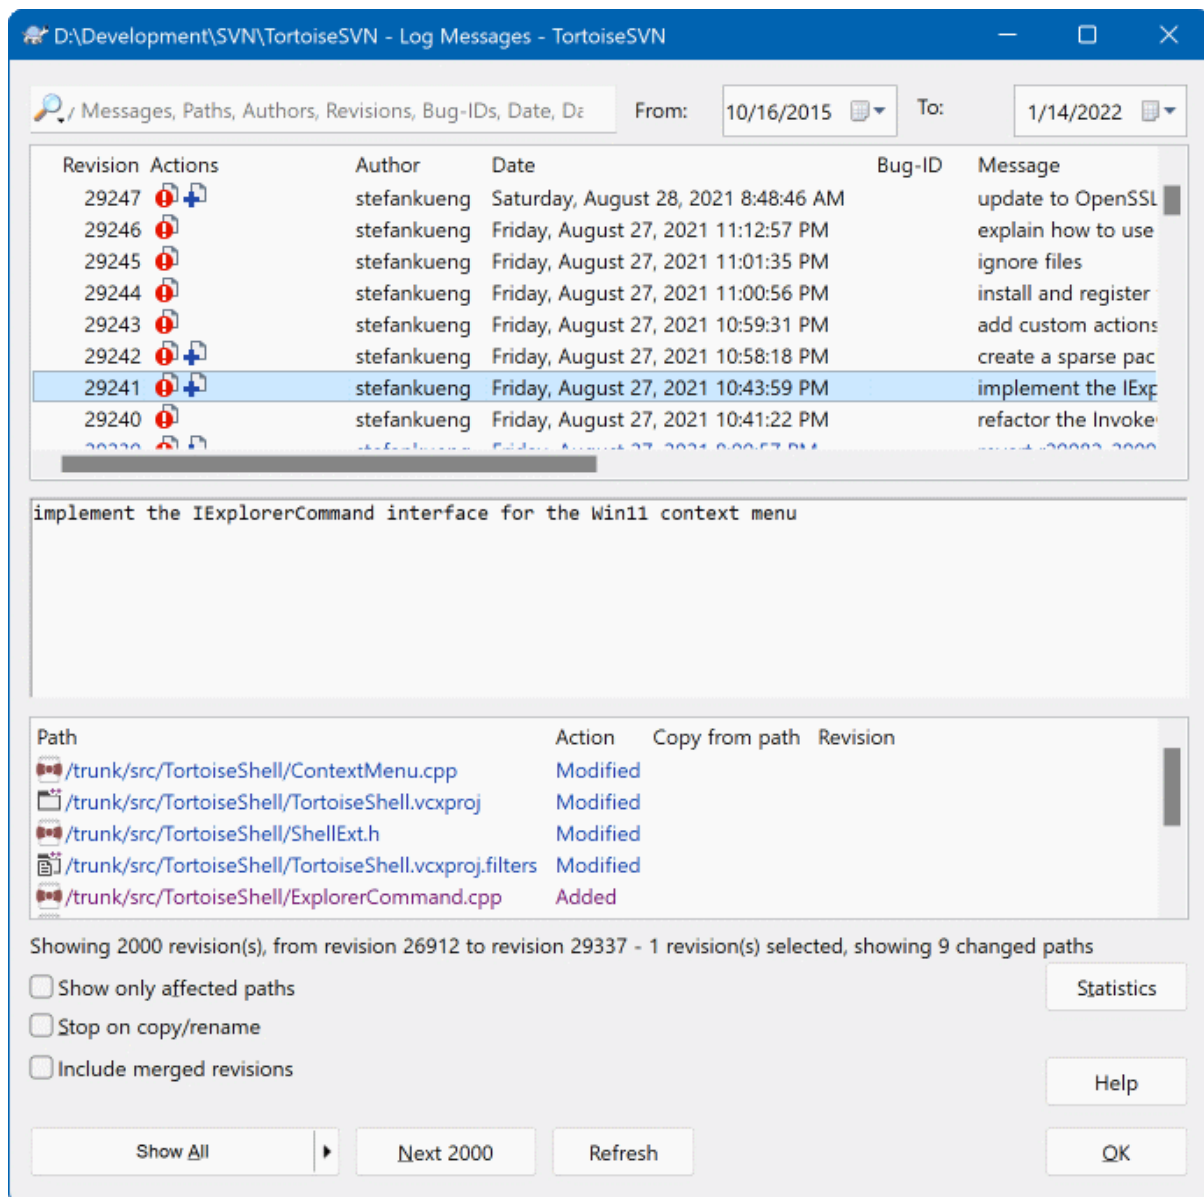 D:\Development\SVN\TortoiseSVN - Log Messages - TortoiseSVN
Messages, Paths, Authors, Revisions, Bug-IDs, Date, Da From: 10/16/2015 To: 1/14/2022
Revision Actions Author Date Bug-ID Message
29247 stefankueng Saturday, August 28, 2021 8:48:46 AM update to OpenSSL
29246 stefankueng Friday, August 27, 2021 11:12:57 PM explain how to use
29245 stefankueng Friday, August 27, 2021 11:01:35 PM ignore files
29244 stefankueng Friday, August 27, 2021 11:00:56 PM install and register
29243 stefankueng Friday, August 27, 2021 10:59:31 PM add custom actions
29242 stefankueng Friday, August 27, 2021 10:58:18 PM create a sparse pac
29241 stefankueng Friday, August 27, 2021 10:43:59 PM implement the IExp
29240 stefankueng Friday, August 27, 2021 10:41:22 PM refactor the Invoke
implement the IExplorerCommand interface for the Win11 context menu
Path Action Copy from path Revision
/trunk/src/TortoiseShell/ContextMenu.cpp Modified
/trunk/src/TortoiseShell/TortoiseShell.vcxproj Modified
/trunk/src/TortoiseShell/ShellExt.h Modified
/trunk/src/TortoiseShell/TortoiseShell.vcxproj.filters Modified
/trunk/src/TortoiseShell/ExplorerCommand.cpp Added
Showing 2000 revision(s), from revision 26912 to revision 29337 - 1 revision(s) selected, showing 9 changed paths
Show only affected paths
Statistics
Stop on copy/rename
Include merged revisions
Help
Show All Next 2000 Refresh OK